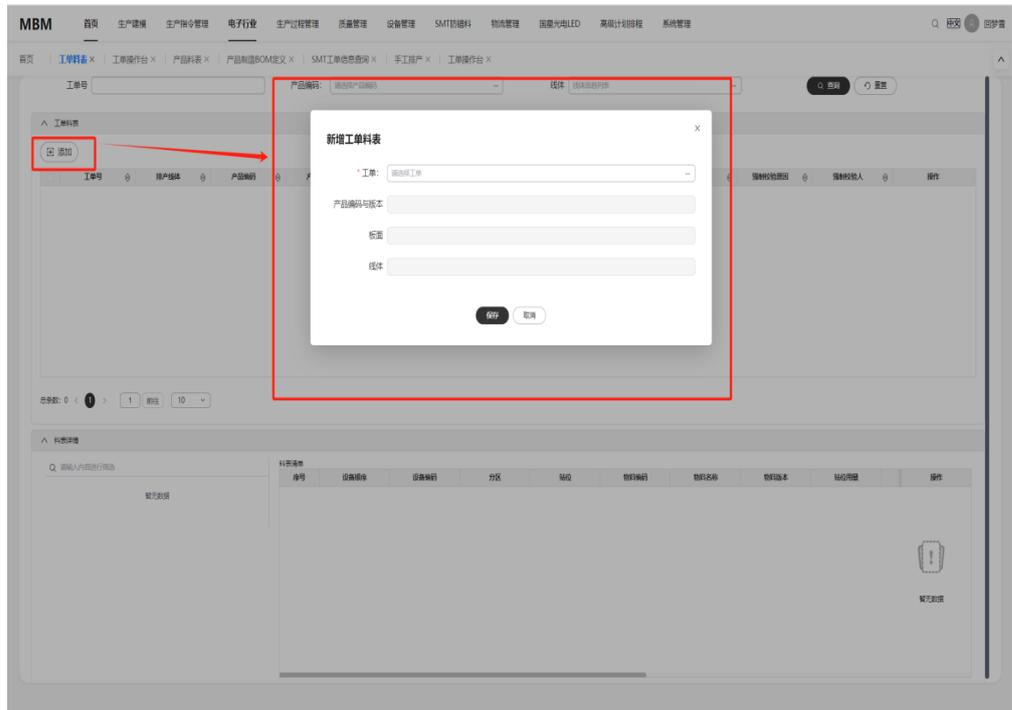 MBM 首页 生产建模 生产指令管理 电子行业 生产过程管理 质量管理 设备管理 SMT防错料 物流管理 国星光电LED 高级计划排程 系统管理 中文
首页 工单料表 × 工单操作台 × 产品料表 × 产品制造BOM定义 × SMT工单信息查询 × 手工排产 × 工单操作台 ×
工单号 产品编码: 请选择产品编码 线体 查询 重置
工单料表
新增工单料表 x
添加
工单号 排产线体 产品编码 强制校验原因 强制校验人 操作
* 工单: 请选择工单
产品编码与版本
板面
线体
保存 取消
总条数: 0 < 1 > 1 前往 10
料表详情
料表清单
请输入内容进行筛选
序号 设备顺序 设备编码 分区 站位 物料编码 物料名称 物料版本 站位用量 操作
暂无数据
暂无数据